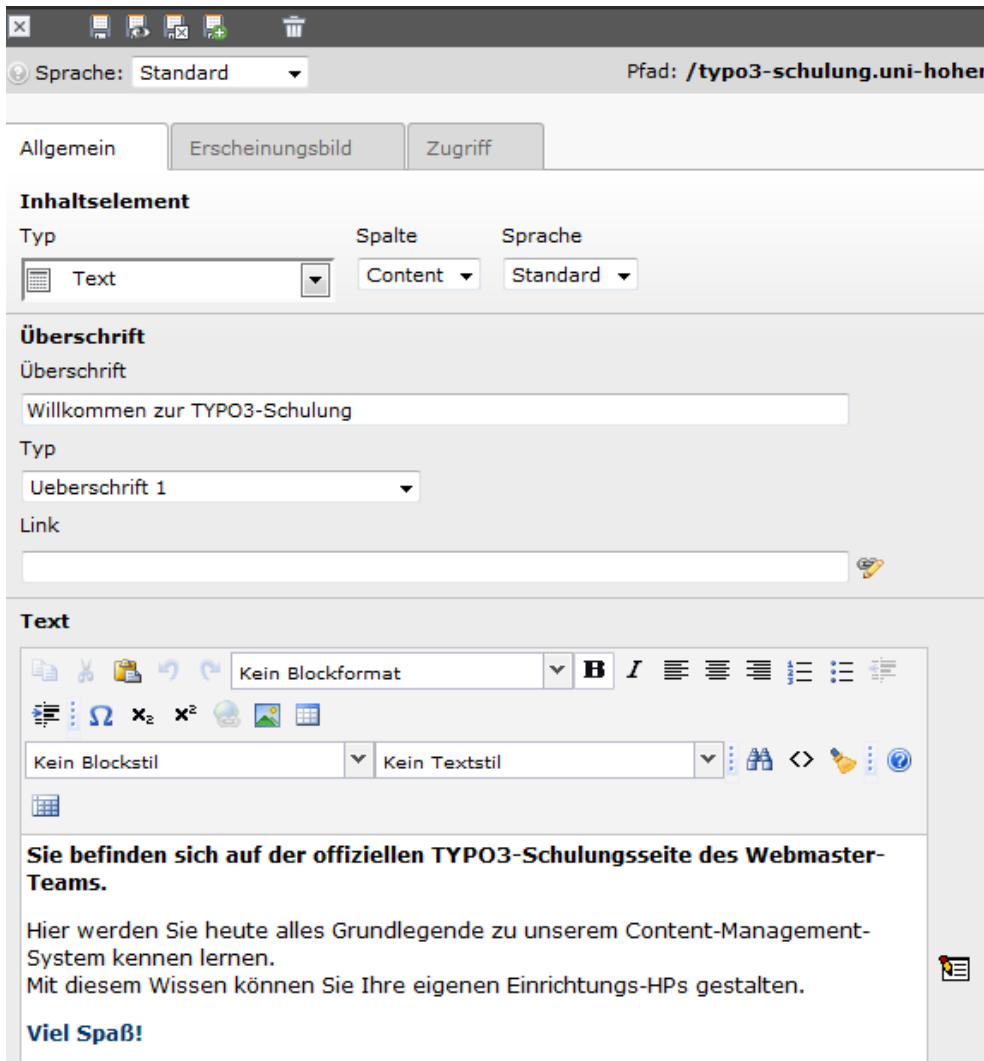 Sprache: Standard
Pfad: /typo3-schulung.uni-hoher
Allgemein Erscheinungsbild Zugriff
Inhaltselement
Typ Spalte Sprache
Text Content Standard
Überschrift
Überschrift
Willkommen zur TYPO3-Schulung
Typ
Ueberschrift 1
Link
Text
Kein Blockformat B I
Ω x₂ x²
Kein Blockstil Kein Textstil <>
Sie befinden sich auf der offiziellen TYPO3-Schulungsseite des Webmaster-
Teams.
Hier werden Sie heute alles Grundlegende zu unserem Content-Management-
System kennen lernen.
Mit diesem Wissen können Sie Ihre eigenen Einrichtungs-HPs gestalten.
Viel Spaß!